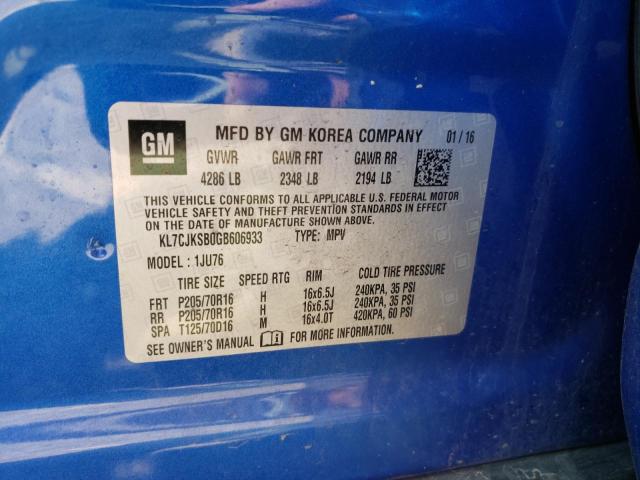 GM MFD BY GM KOREA COMPANY 01/16
GVWR GAWR FRT GAWR RR
4286 LB 2348 LB 2194 LB
THIS VEHICLE CONFORMS TO ALL APPLICABLE U.S. FEDERAL MOTOR
VEHICLE SAFETY AND THEFT PREVENTION STANDARDS IN EFFECT
ON THE DATE OF MANUFACTURE SHOWN ABOVE.
KL7CJKSB0GB606933 TYPE: MPV
MODEL: 1JU76
TIRE SIZE SPEED RTG RIM COLD TIRE PRESSURE
FRT P205/70R16 H 16x6.5J 240KPA, 35 PSI
RR P205/70R16 H 16x6.5J 240KPA, 35 PSI
SPA T125/70D16 M 16x4.0T 420KPA, 60 PSI
SEE OWNER'S MANUAL FOR MORE INFORMATION.